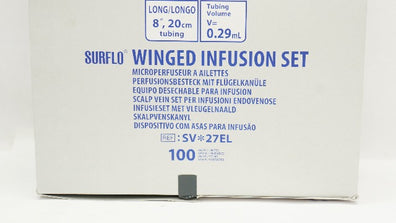 LONG/LONGO
8", 20cm
tubing
Tubing
Volume
V=
0.29mL
SURFLO® WINGED INFUSION SET
MICROPERFUSEUR A AILETTES
PERFUSIONSBESTECK MIT FLÜGELKANÜLE
EQUIPO DESECHABLE PARA INFUSION
SCALP VEIN SET PER INFUSIONI ENDOVENOSE
INFUSIESET MET VLEUGELNAALD
SKALPVENSKANYL
DISPOSITIVO COM ASAS PARA INFUSÃO
REF: SV*27EL
100